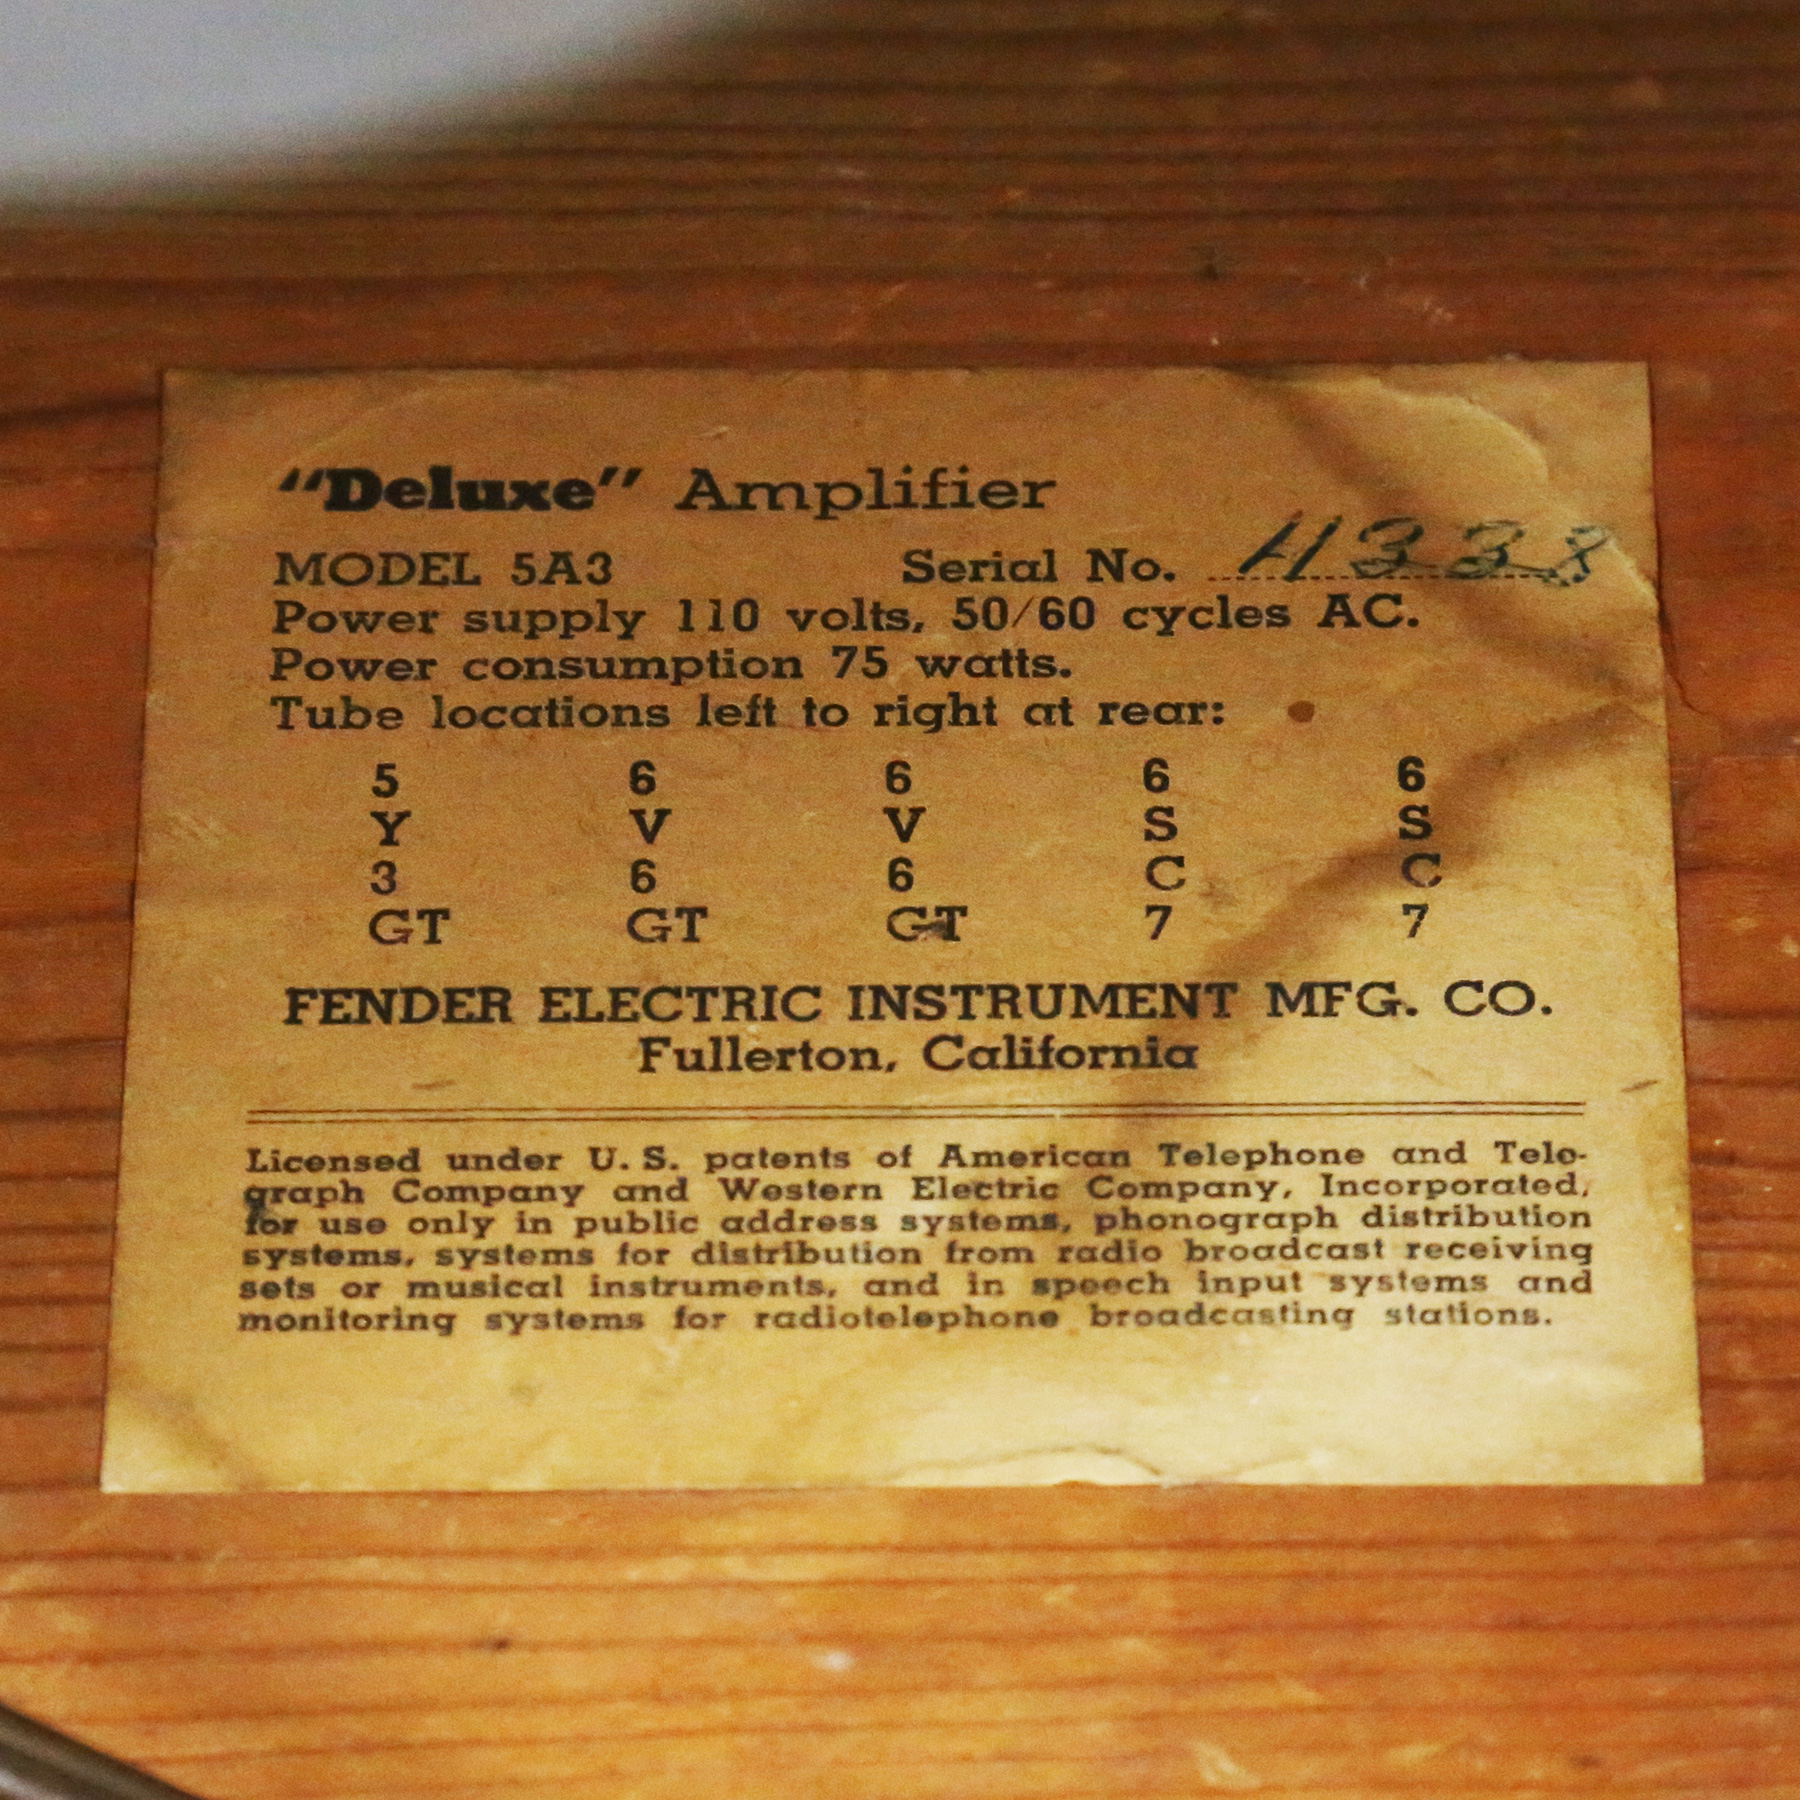 "Deluxe" Amplifier
MODEL 5A3 Serial No. ........
Power supply 110 volts, 50/60 cycles AC.
Power consumption 75 watts.
Tube locations left to right at rear:
5 6 6 6 6
Y V V S S
3 6 6 C C
GT GT GT 7 7
FENDER ELECTRIC INSTRUMENT MFG. CO.
Fullerton, California
Licensed under U. S. patents of American Telephone and Tele-
graph Company and Western Electric Company, Incorporated,
for use only in public address systems, phonograph distribution
systems, systems for distribution from radio broadcast receiving
sets or musical instruments, and in speech input systems and
monitoring systems for radiotelephone broadcasting stations.